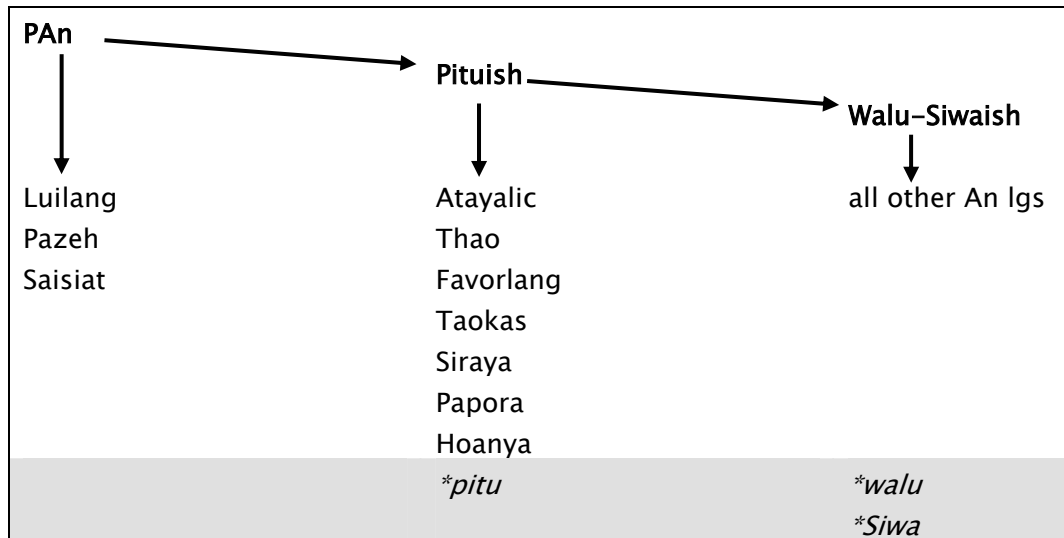 PAn
Pituish
Walu-Siwaish
Luilang Atayalic all other An lgs
Pazeh Thao
Saisiat Favorlang
Taokas
Siraya
Papora
Hoanya
*pitu *walu
*Siwa